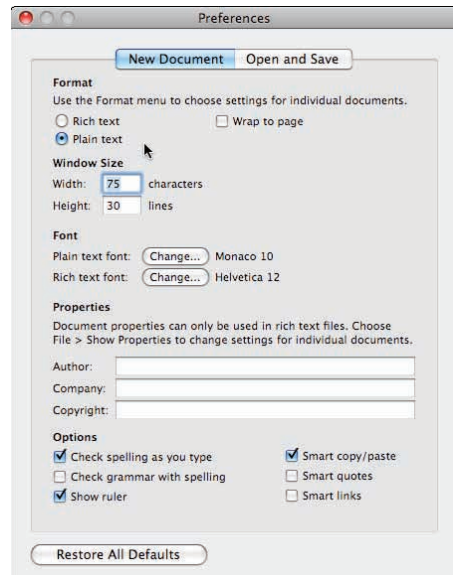 Preferences
New Document Open and Save
Format
Use the Format menu to choose settings for individual documents.
Rich text Wrap to page
Plain text
Window Size
Width: 75 characters
Height: 30 lines
Font
Plain text font: Change... Monaco 10
Rich text font: Change... Helvetica 12
Properties
Document properties can only be used in rich text files. Choose
File > Show Properties to change settings for individual documents.
Author:
Company:
Copyright:
Options
Check spelling as you type Smart copy/paste
Check grammar with spelling Smart quotes
Show ruler Smart links
Restore All Defaults